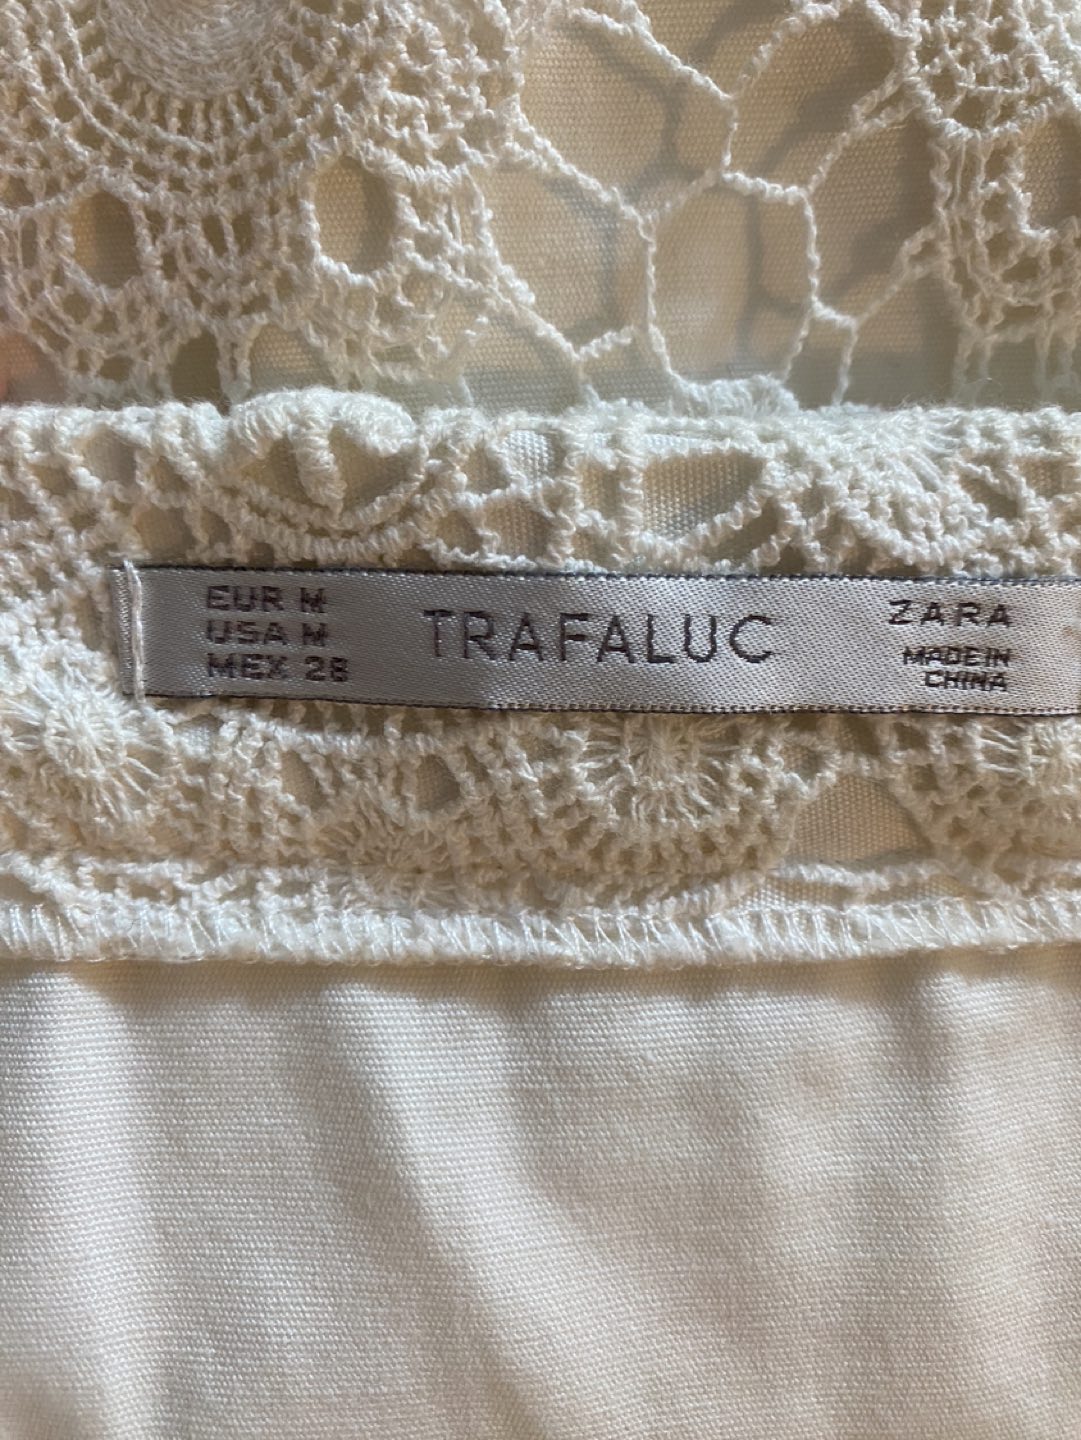 EUR M
USA M
MEX 28
TRAFALUC
ZARA
MADE IN
CHINA